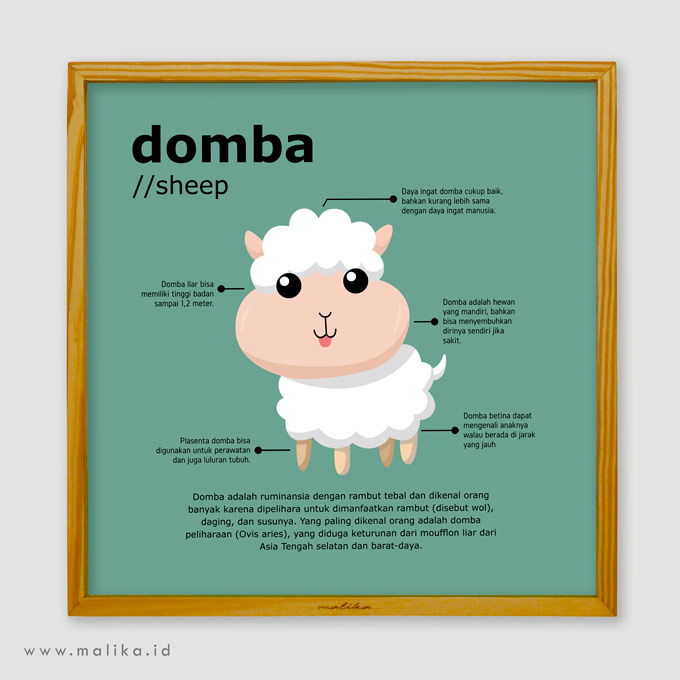 domba
//sheep
Daya ingat domba cukup baik,
bahkan kurang lebih sama
dengan daya ingat manusia.
Domba liar bisa
memiliki tinggi badan
sampai 1,2 meter.
Domba adalah hewan
yang mandiri, bahkan
bisa menyembuhkan
dirinya sendiri jika
sakit.
Domba betina dapat
mengenali anaknya
walau berada di jarak
yang jauh
Plasenta domba bisa
digunakan untuk perawatan
dan juga luluran tubuh.
Domba adalah ruminansia dengan rambut tebal dan dikenal orang
banyak karena dipelihara untuk dimanfaatkan rambut (disebut wol),
daging, dan susunya. Yang paling dikenal orang adalah domba
peliharaan (Ovis aries), yang diduga keturunan dari moufflon liar dari
Asia Tengah selatan dan barat-daya.
malika
www.malika.id